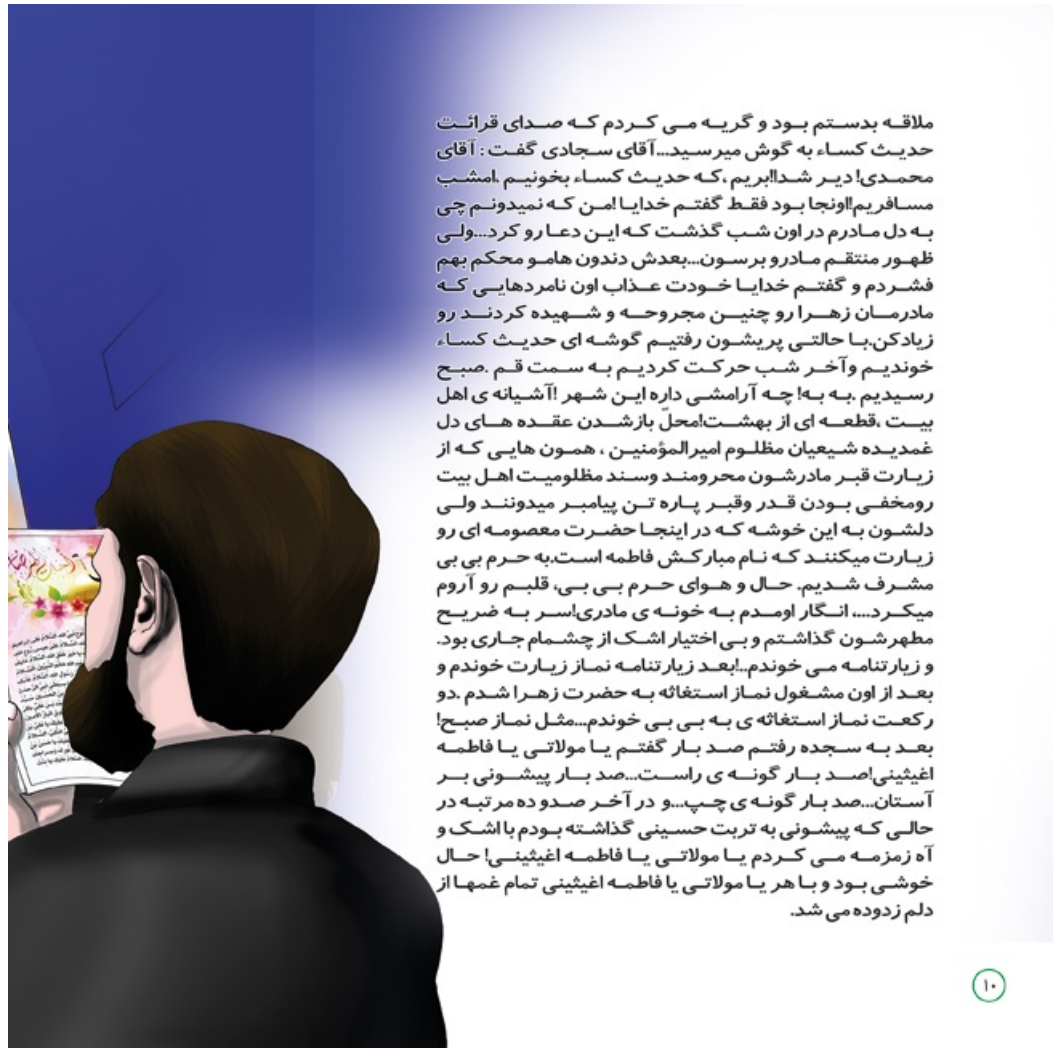 ملاقه بدستم بود و گریه می کردم که صدای قرائت
حدیث کساء به گوش میرسید...آقای سجادی گفت : آقای
محمدی! دیر شد!!بریم ،که حدیث کساء بخونیم .امشب
مسافریم!اونجا بود فقط گفتم خدایا !من که نمیدونم چی
به دل مادرم در اون شب گذشت که این دعا رو کرد...ولی
ظهور منتقم مادرو برسون...بعدش دندون هامو محکم بهم
فشردم و گفتم خدایا خودت عذاب اون نامردهایی که
مادرمان زهرا رو چنین مجروحه و شهیده کردند رو
زیادکن.با حالتی پریشون رفتیم گوشه ای حدیث کساء
خوندیم وآخر شب حرکت کردیم به سمت قم .صبح
رسیدیم .به به! چه آرامشی داره این شهر !آشیانه ی اهل
بیت ،قطعه ای از بهشت!محلّ بازشدن عقده های دل
غمدیده شیعیان مظلوم امیرالمؤمنین ، همون هایی که از
زیارت قبر مادرشون محرومند وسند مظلومیت اهل بیت
رومخفی بودن قدر وقبر پاره تن پیامبر میدونند ولی
دلشون به این خوشه که در اینجا حضرت معصومه ای رو
زیارت میکنند که نام مبارکش فاطمه است.به حرم بی بی
مشرف شدیم. حال و هوای حرم بی بی، قلبم رو آروم
میکرد...، انگار اومدم به خونه ی مادری!سر به ضریح
مطهرشون گذاشتم و بی اختیار اشک از چشمام جاری بود.
و زیارتنامه می خوندم..!بعد زیارتنامه نماز زیارت خوندم و
بعد از اون مشغول نماز استغاثه به حضرت زهرا شدم .دو
رکعت نماز استغاثه ی به بی بی خوندم...مثل نماز صبح!
بعد به سجده رفتم صد بار گفتم یا مولاتی یا فاطمه
اغیثینی!صد بار گونه ی راست...صد بار پیشونی بر
آستان...صد بار گونه ی چپ...و در آخر صدو ده مرتبه در
حالی که پیشونی به تربت حسینی گذاشته بودم با اشک و
آه زمزمه می کردم یا مولاتی یا فاطمه اغیثینی! حال
خوشی بود و با هر یا مولاتی یا فاطمه اغیثینی تمام غمها از
دلم زدوده می شد.
۱۰